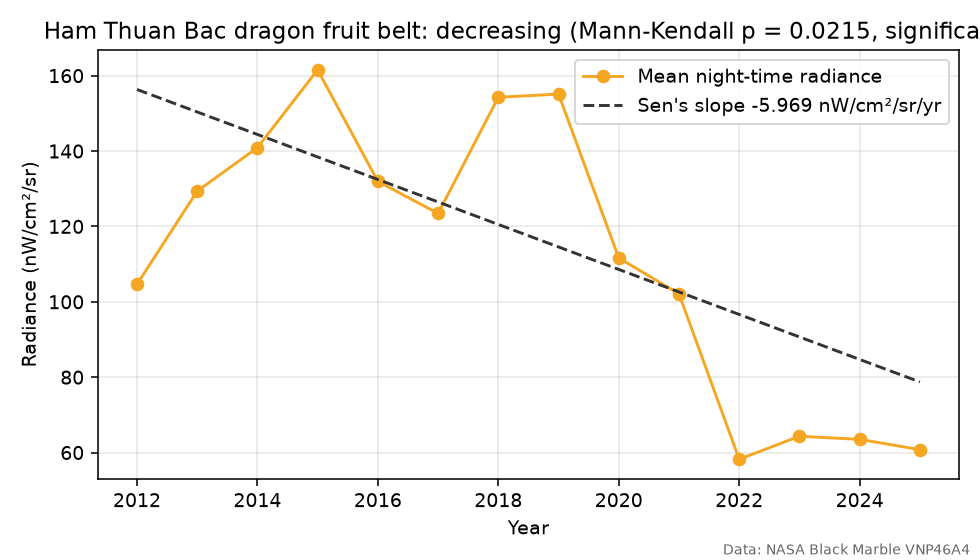 Ham Thuan Bac dragon fruit belt: decreasing (Mann-Kendall p = 0.0215, significa
160
140
120
100
80
60
Radiance (nW/cm²/sr)
Mean night-time radiance
Sen's slope -5.969 nW/cm²/sr/yr
2012 2014 2016 2018 2020 2022 2024
Year
Data: NASA Black Marble VNP46A4